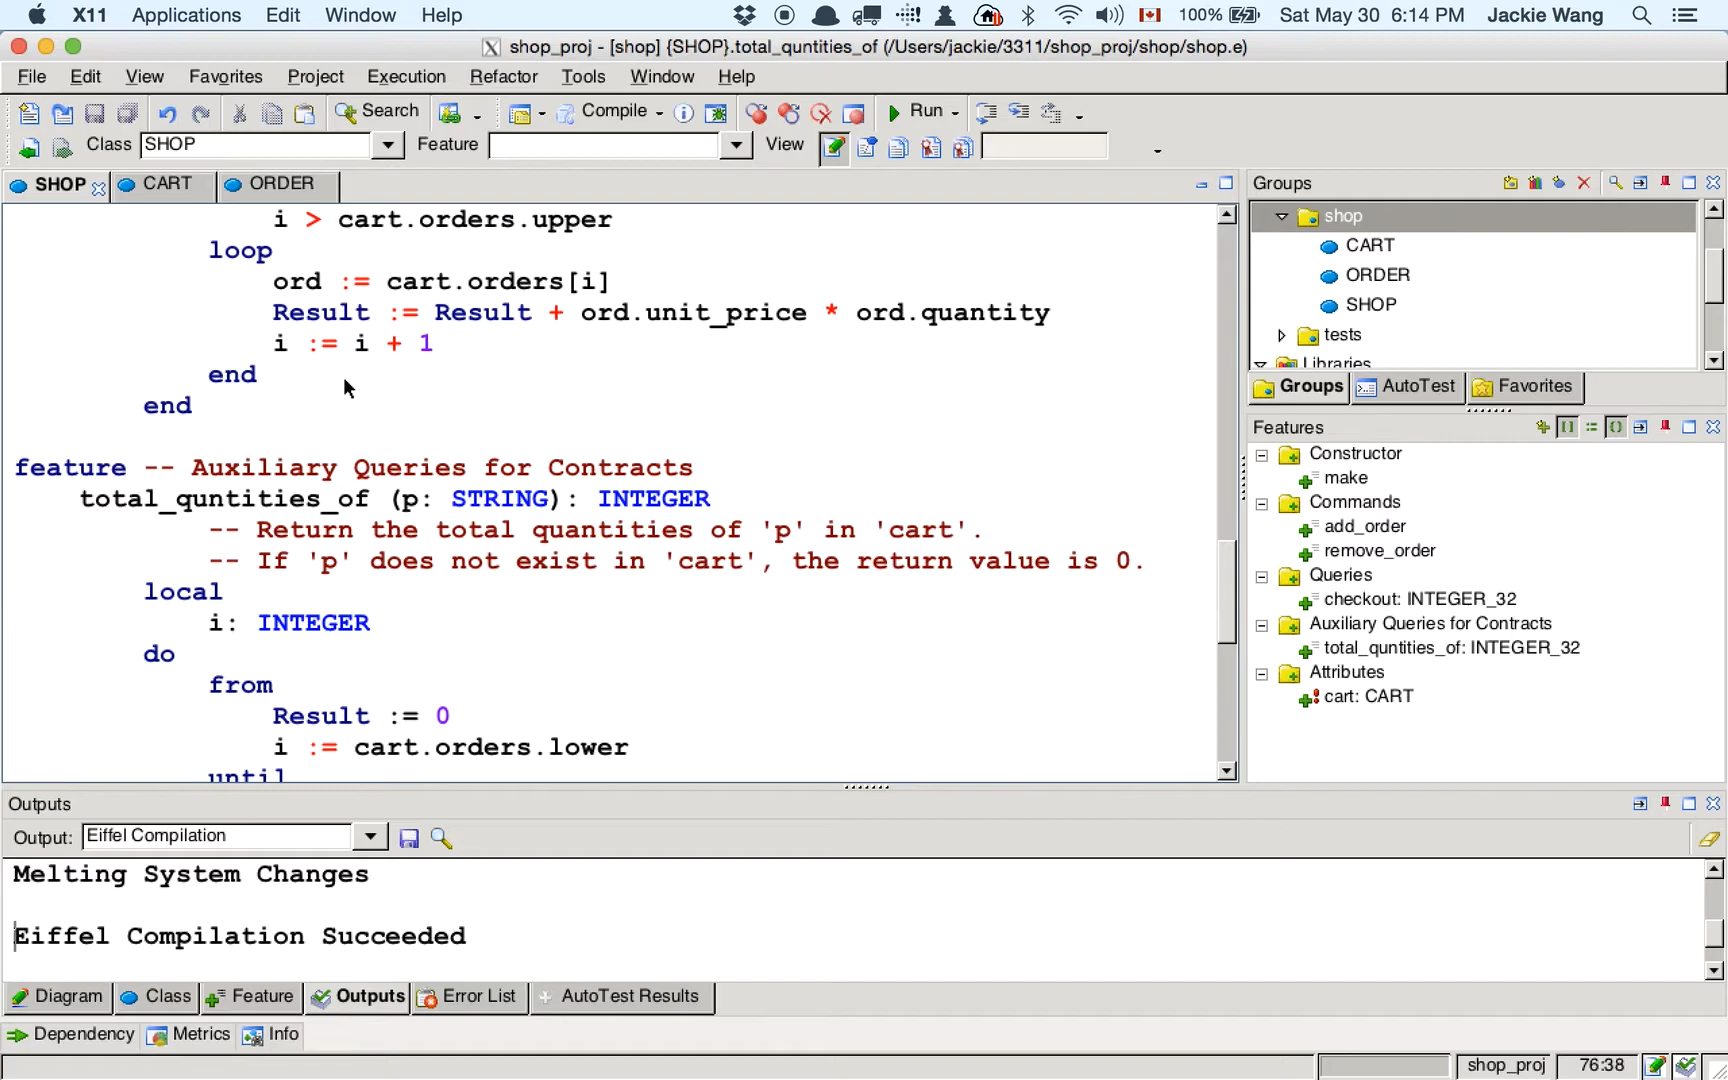 X11 Applications Edit Window Help 100% Sat May 30 6:14 PM Jackie Wang
shop_proj - [shop] {SHOP}.total_quntities_of (/Users/jackie/3311/shop_proj/shop/shop.e)
File Edit View Favorites Project Execution Refactor Tools Window Help
Search Compile Run
Class SHOP Feature View
SHOP CART ORDER
i > cart.orders.upper
loop
ord := cart.orders[i]
Result := Result + ord.unit_price * ord.quantity
i := i + 1
end
end
feature -- Auxiliary Queries for Contracts
total_quntities_of (p: STRING): INTEGER
-- Return the total quantities of 'p' in 'cart'.
-- If 'p' does not exist in 'cart', the return value is 0.
local
i: INTEGER
do
from
Result := 0
i := cart.orders.lower
until
Groups
shop
CART
ORDER
SHOP
tests
Libraries
Groups AutoTest Favorites
Features
Constructor
make
Commands
add_order
remove_order
Queries
checkout: INTEGER_32
Auxiliary Queries for Contracts
total_quntities_of: INTEGER_32
Attributes
cart: CART
Outputs
Output: Eiffel Compilation
Melting System Changes
Eiffel Compilation Succeeded
Diagram Class Feature Outputs Error List AutoTest Results
Dependency Metrics Info
shop_proj 76:38